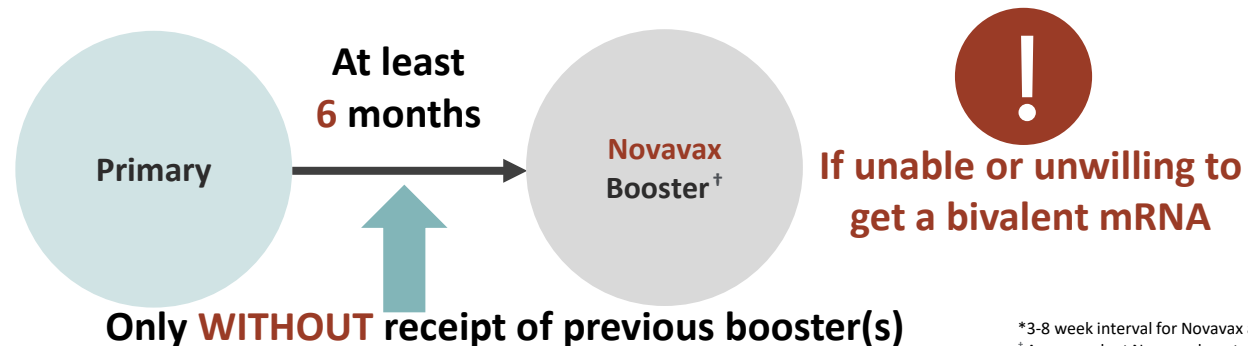 At least
6 months
Primary
Novavax
Booster†
!
If unable or unwilling to
get a bivalent mRNA
Only WITHOUT receipt of previous booster(s)
*3-8 week interval for Novavax